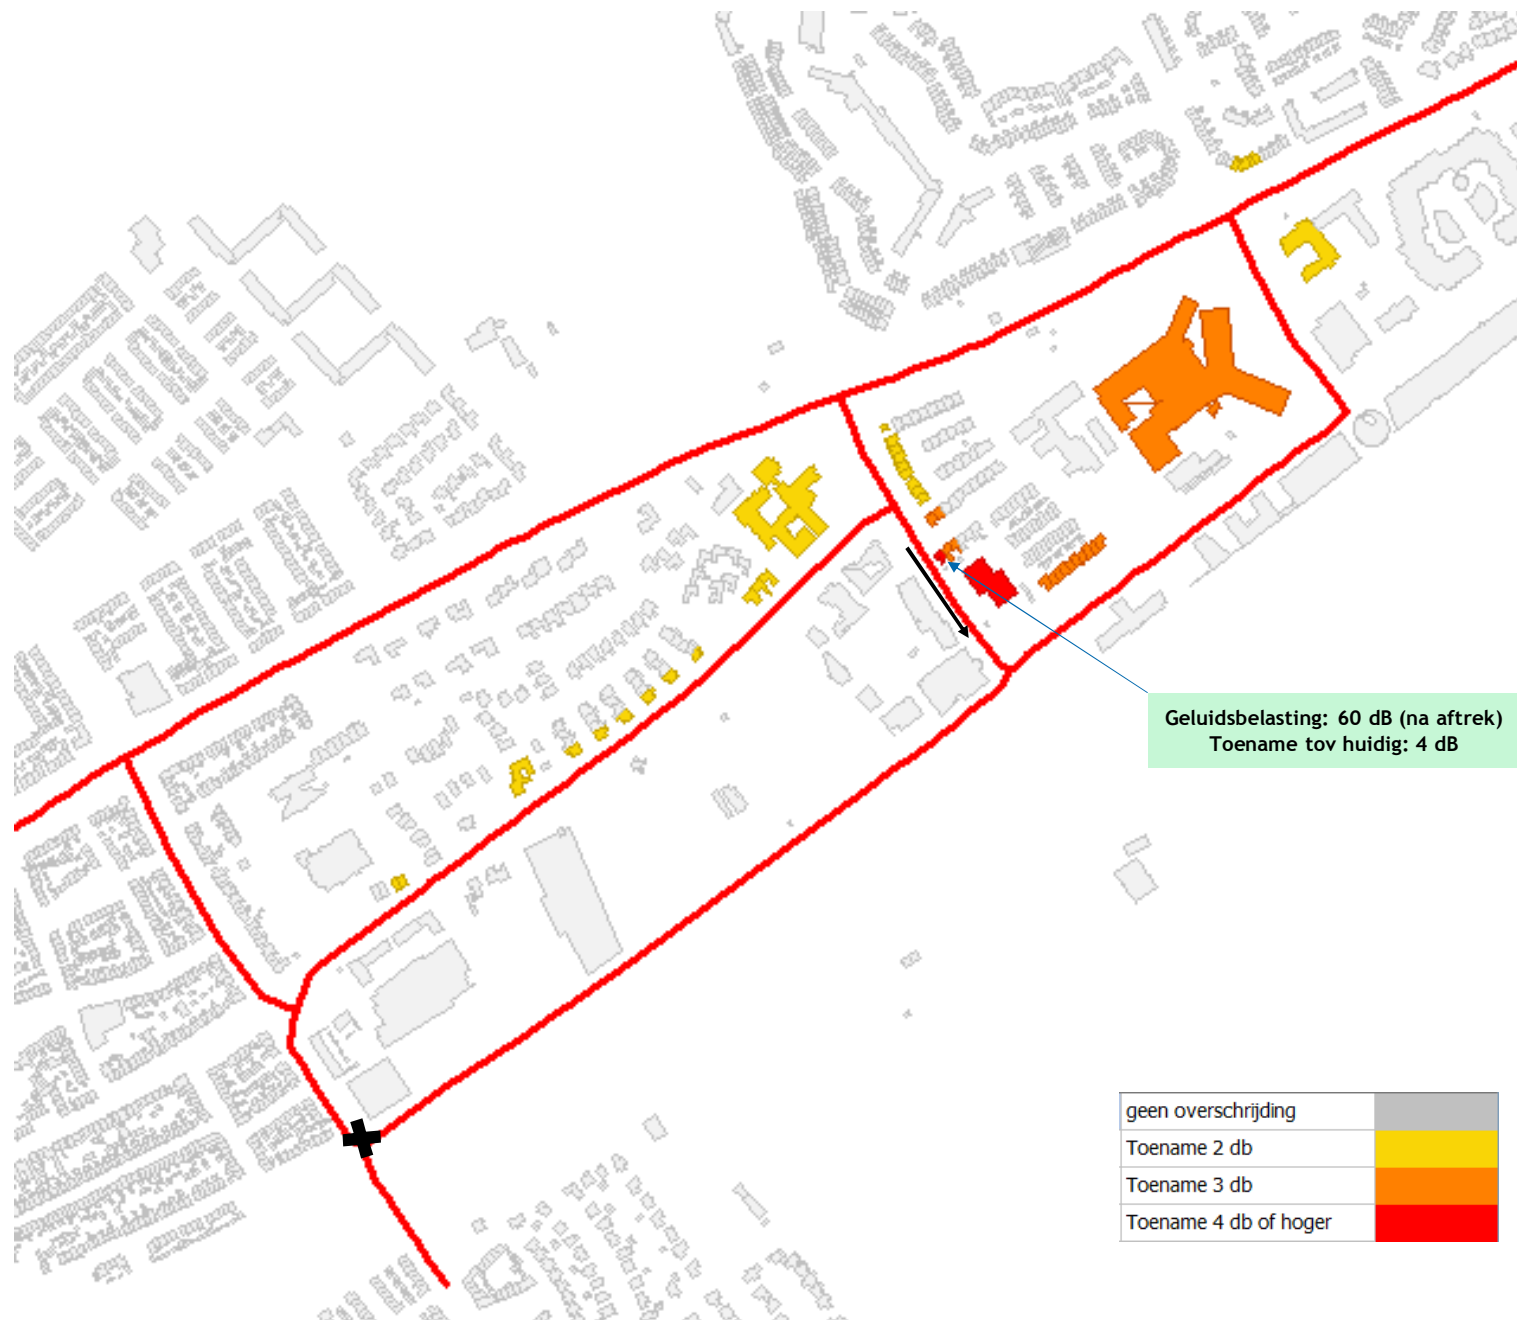 Geluidsbelasting: 60 dB (na aftrek)
Toename tov huidig: 4 dB
geen overschrijding
Toename 2 db
Toename 3 db
Toename 4 db of hoger